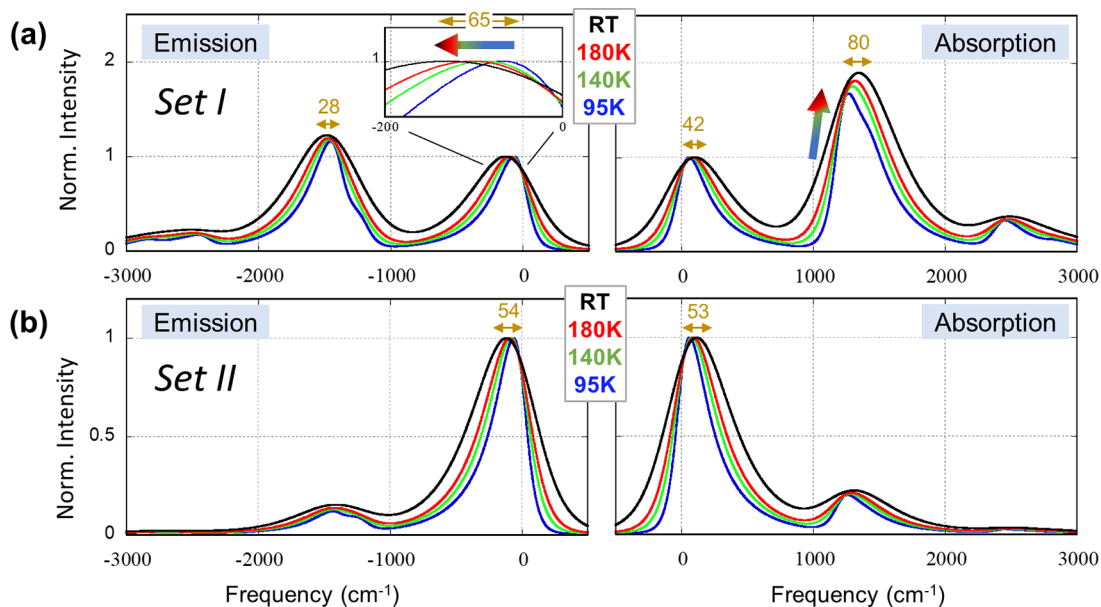 (a)
Emission
Set I
65
1
-200
0
RT
180K
140K
95K
Absorption
28
42
80
Norm. Intensity
2
1
0
-3000 -2000 -1000 0
0 1000 2000 3000
(b)
Emission
Set II
54
RT
180K
140K
95K
53
Absorption
Norm. Intensity
1
0.5
0
-3000 -2000 -1000 0
0 1000 2000 3000
Frequency (cm-1)
Frequency (cm-1)